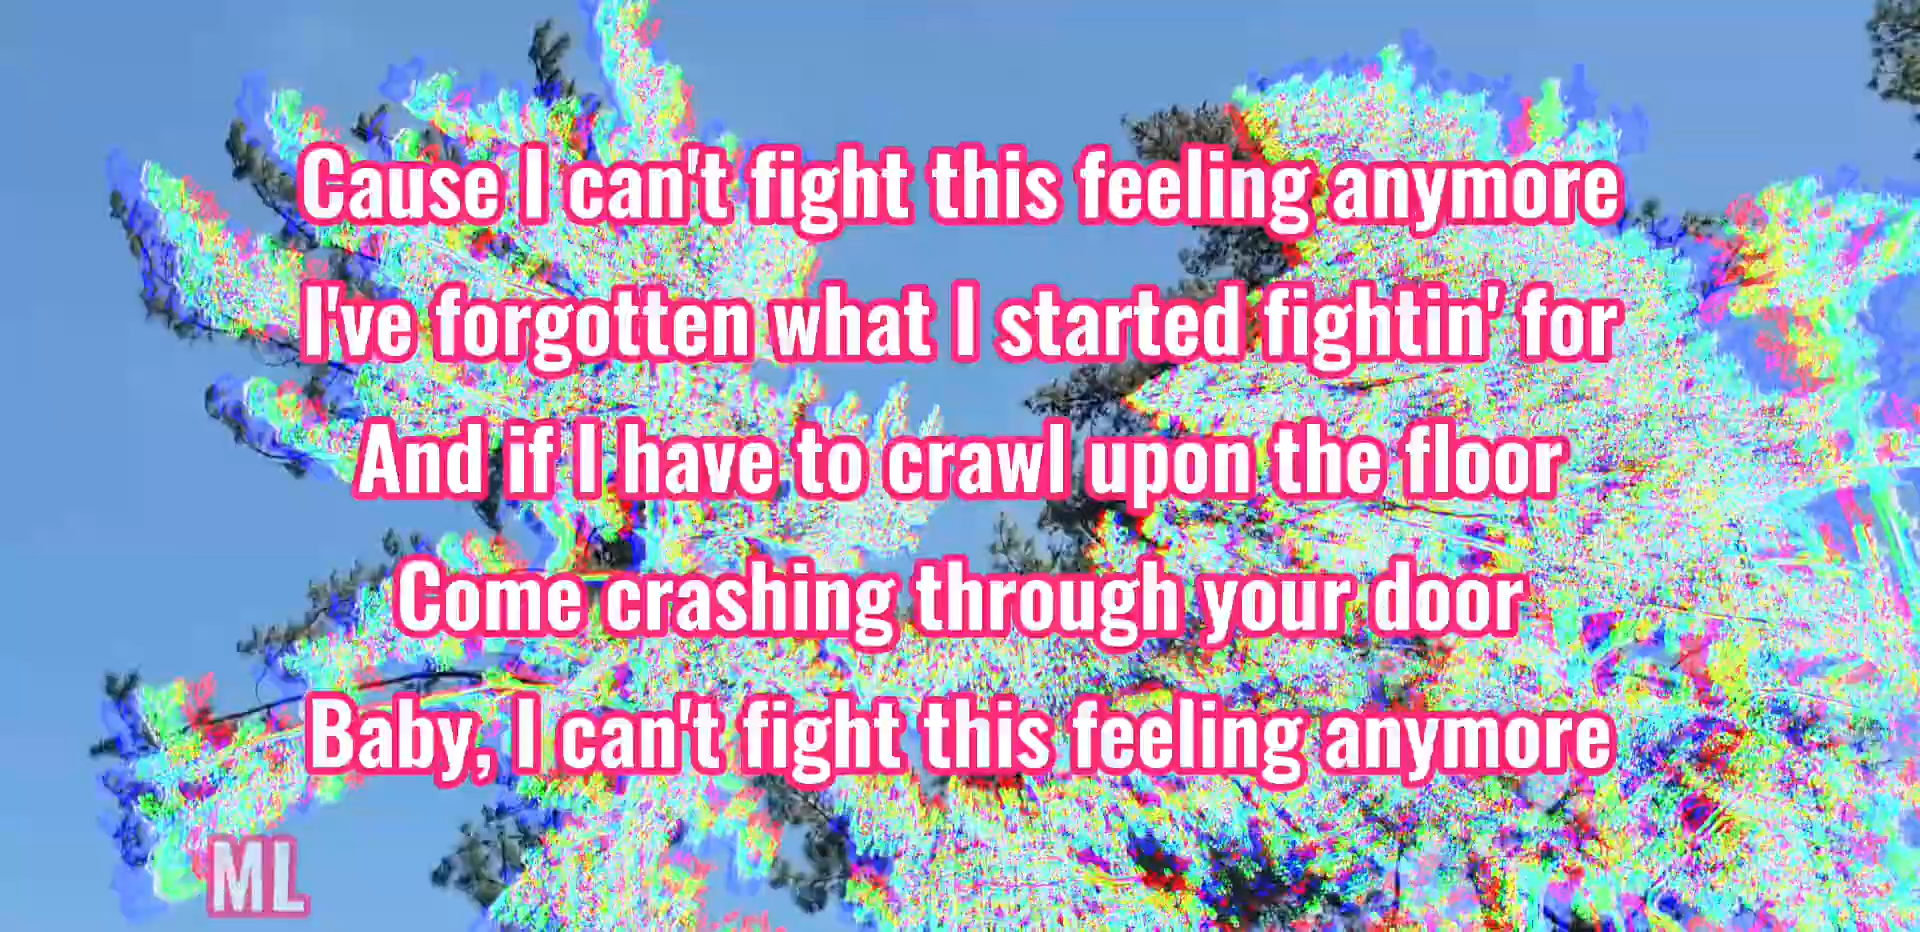 Cause I can't fight this feeling anymore
I've forgotten what I started fightin' for
And if I have to crawl upon the floor
Come crashing through your door
Baby, I can't fight this feeling anymore
ML